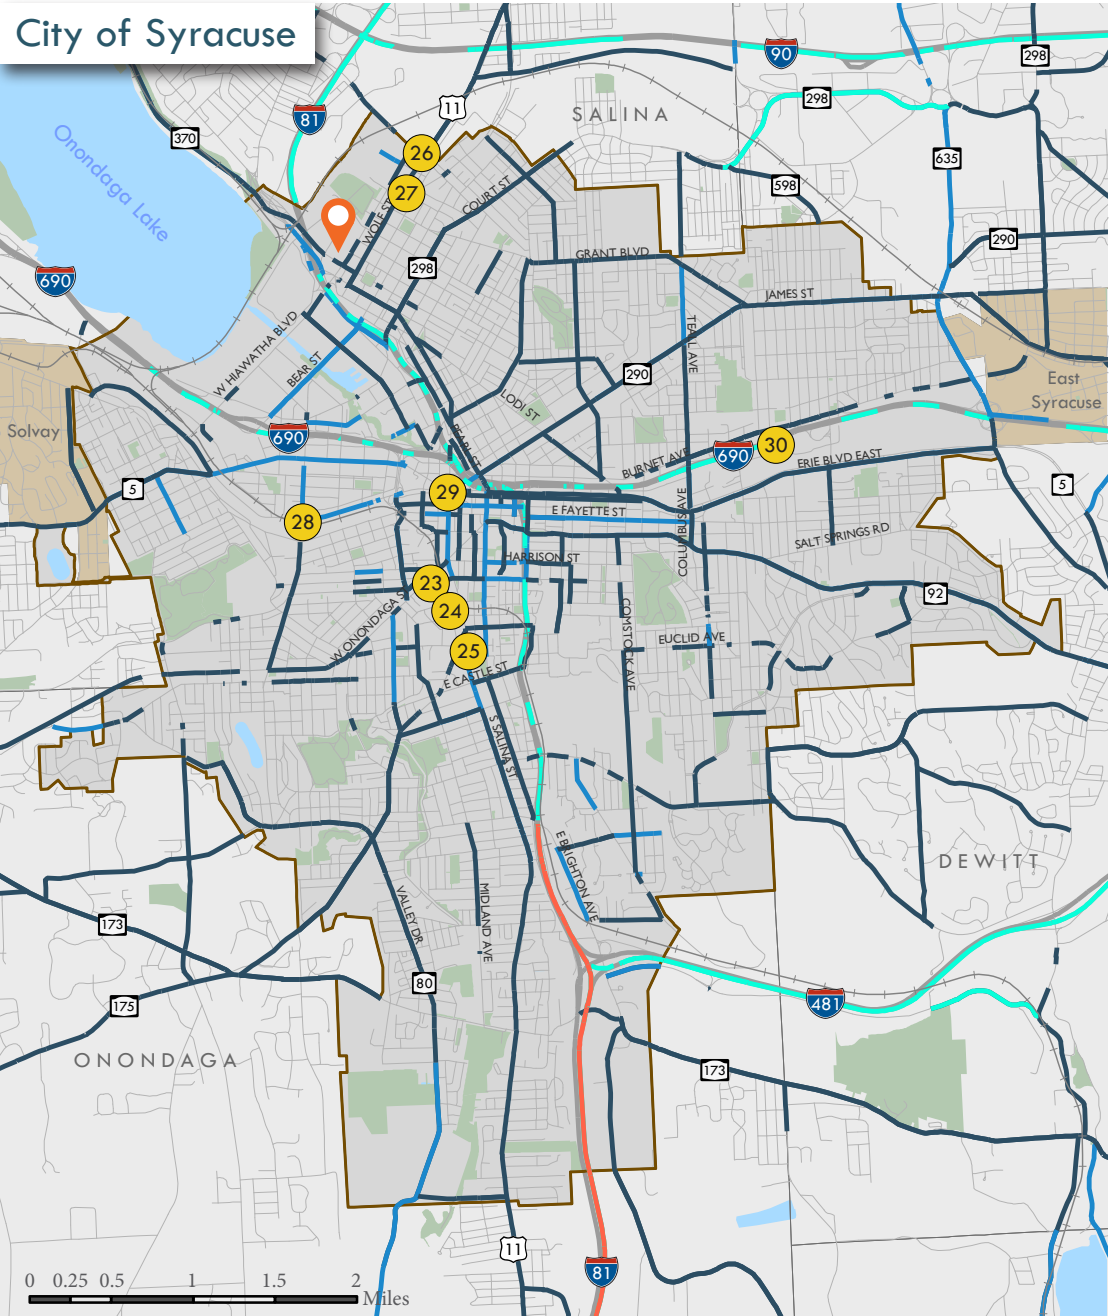 City of Syracuse
90
298
11
298
SALINA
81
370
26
635
598
27
COURT ST
WOLF ST
Onondaga Lake
290
GRANT BLVD
298
690
JAMES ST
W HIAWATHA BLVD
TEALL AVE
BEAR ST
290
East
Syracuse
LODI ST
Solvay
690
PEARL ST
30
690
BURNET AVE
ERIE BLVD EAST
5
5
29
28
E FAYETTE ST
COLUMBUS AVE
SALT SPRINGS RD
HARRISON ST
23
92
24
W ONONDAGA ST
COMSTOCK AVE
EUCLID AVE
25
E CASTLE ST
S SALINA ST
E BRIGHTON AVE
DEWITT
VALLEY DR
MIDLAND AVE
173
80
481
175
ONONDAGA
173
11
81
0 0.25 0.5 1 1.5 2
Miles